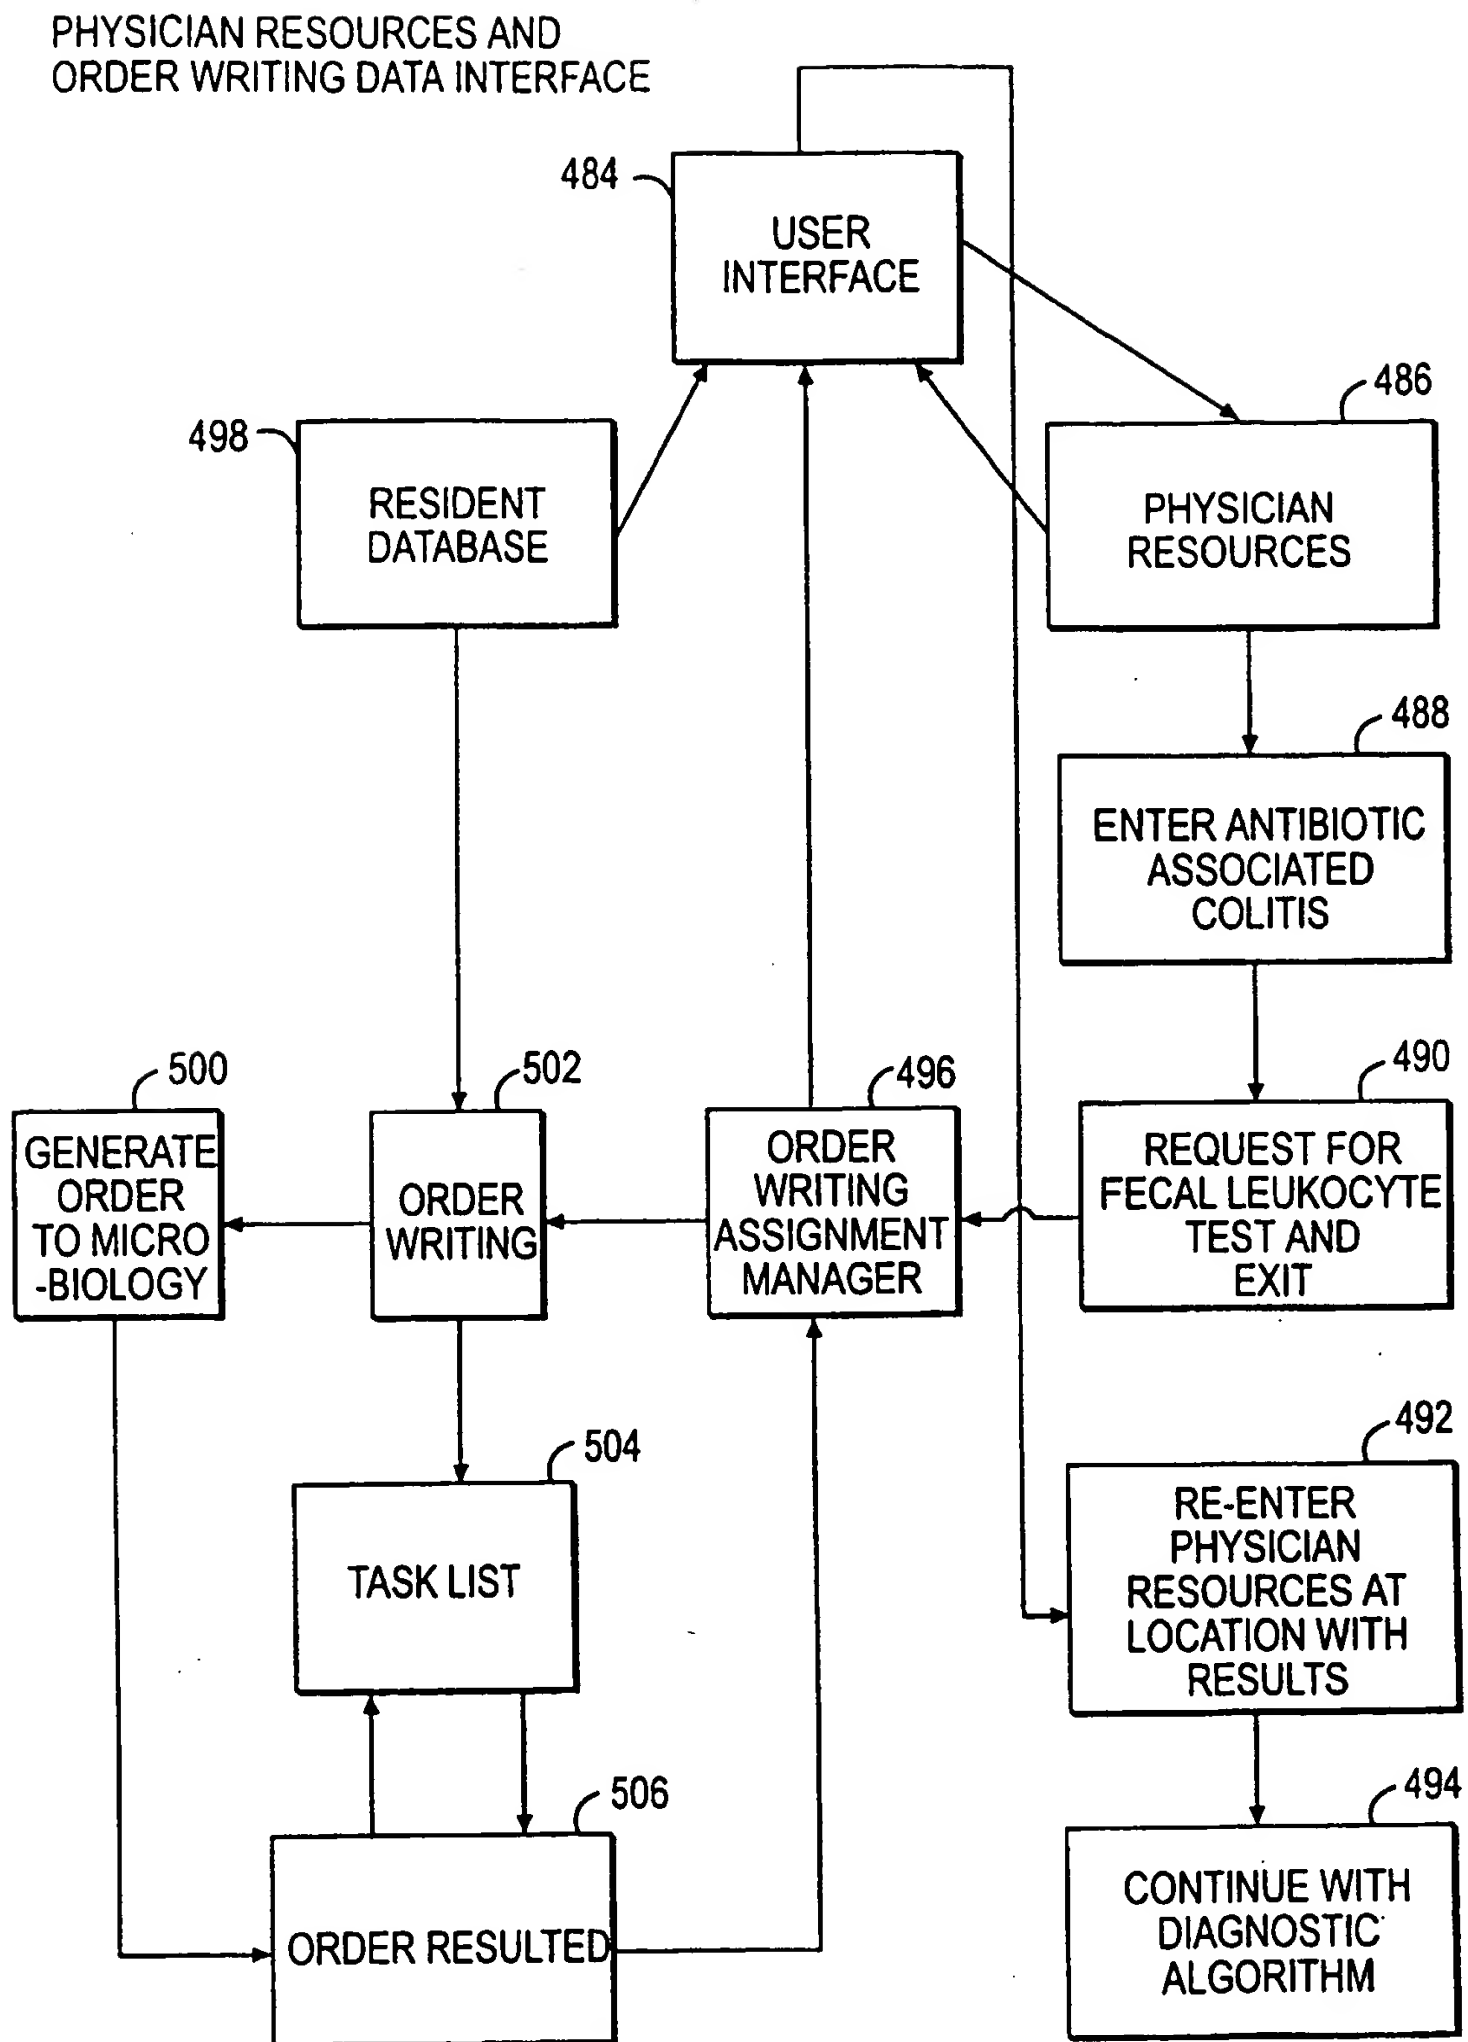 PHYSICIAN RESOURCES AND
ORDER WRITING DATA INTERFACE
484
USER
INTERFACE
486
PHYSICIAN
RESOURCES
498
RESIDENT
DATABASE
488
ENTER ANTIBIOTIC
ASSOCIATED
COLITIS
500
GENERATE
ORDER
TO MICRO
-BIOLOGY
502
ORDER
WRITING
496
ORDER
WRITING
ASSIGNMENT
MANAGER
490
REQUEST FOR
FECAL LEUKOCYTE
TEST AND
EXIT
504
TASK LIST
492
RE-ENTER
PHYSICIAN
RESOURCES AT
LOCATION WITH
RESULTS
506
ORDER RESULTED
494
CONTINUE WITH
DIAGNOSTIC
ALGORITHM